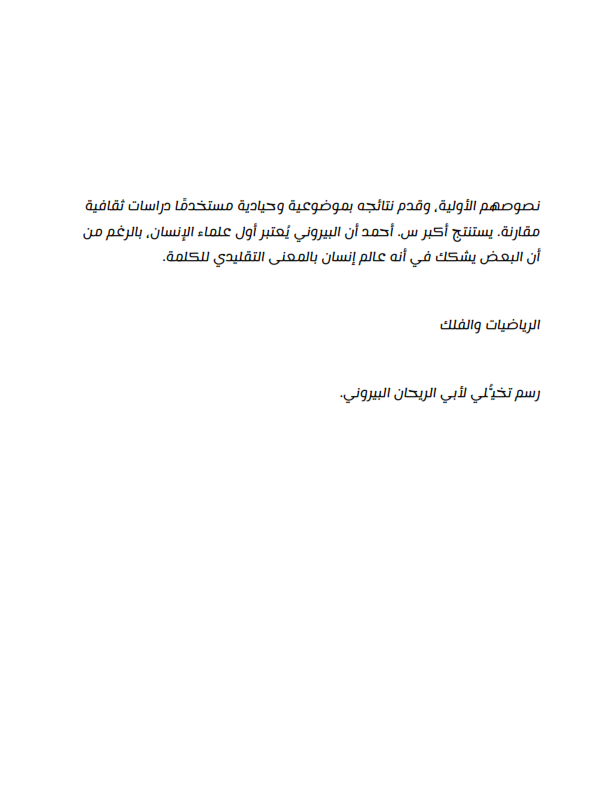 نصوصهم الأولية، وقدم نتائجه بموضوعية وحيادية مستخدمًا دراسات ثقافية
مقارنة. يستنتج أكبر س. أحمد أن البيروني يُعتبر أول علماء الإنسان، بالرغم من
أن البعض يشكك في أنه عالم إنسان بالمعنى التقليدي للكلمة.
الرياضيات والفلك
رسم تخيُّلي لأبي الريحان البيروني.